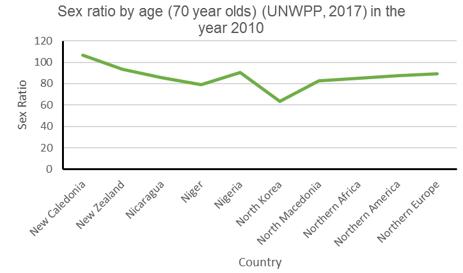 Sex ratio by age (70 year olds) (UNWPP, 2017) in the
year 2010
120
100
80
60
40
20
0
Sex Ratio
New Caledonia
New Zealand
Nicaragua
Niger
Nigeria
North Korea
North Macedonia
Northern Africa
Northern America
Northern Europe
Country